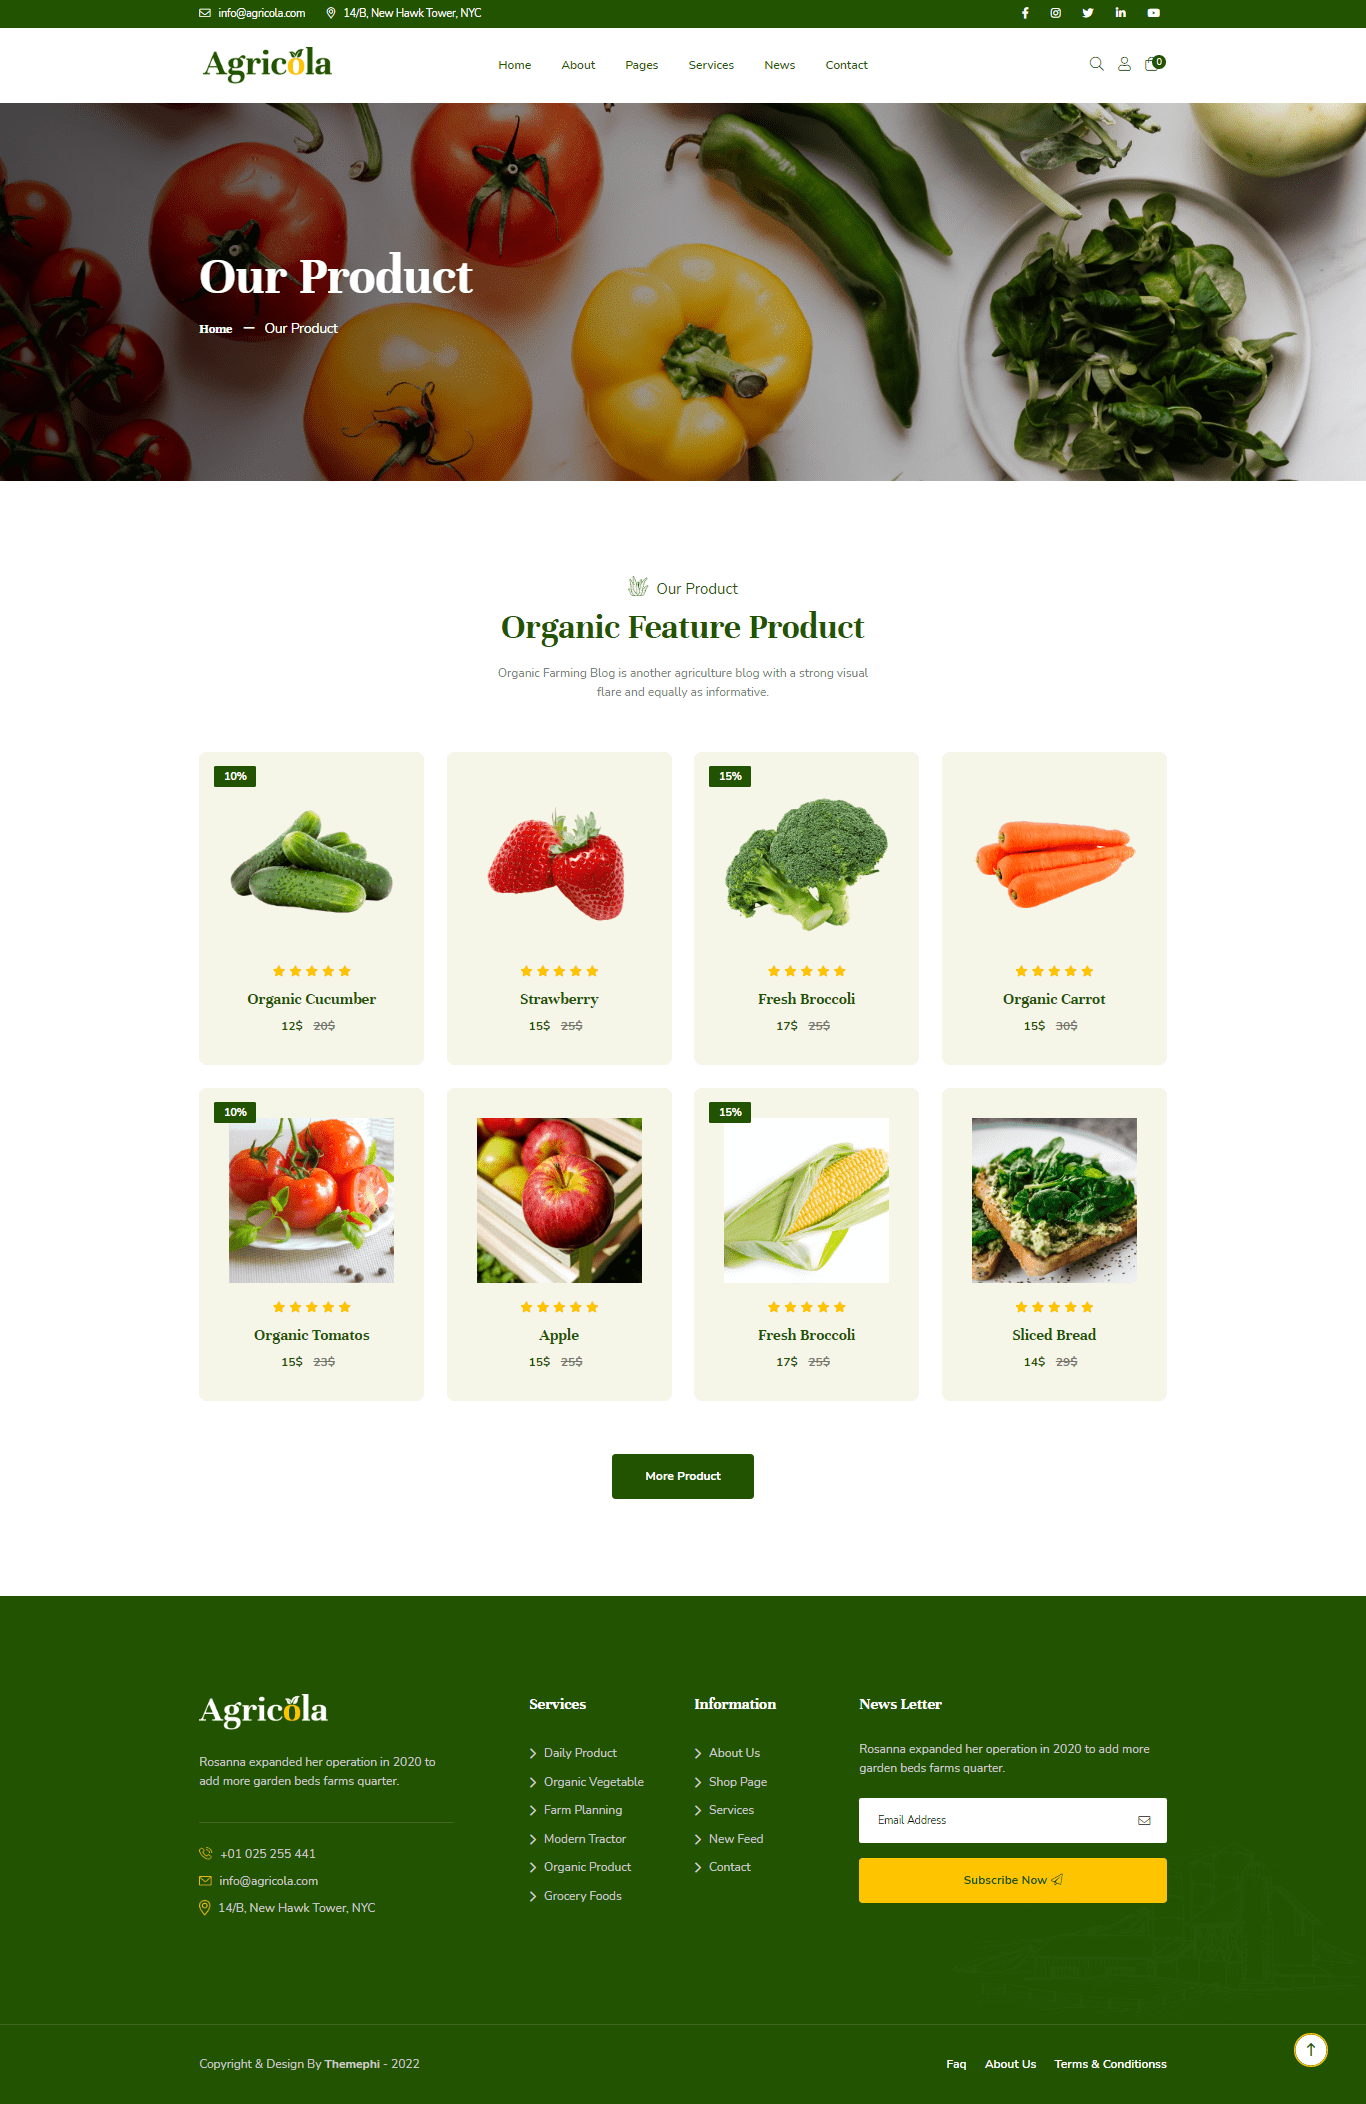 info@agricola.com 14/B, New Hawk Tower, NYC
Agricola Home About Pages Services News Contact 0
Our Product
Home — Our Product
Our Product
Organic Feature Product
Organic Farming Blog is another agriculture blog with a strong visual
flare and equally as informative.
10% 15%
Organic Cucumber Strawberry Fresh Broccoli Organic Carrot
12$ 20$ 15$ 25$ 17$ 25$ 15$ 30$
10% 15%
Organic Tomatos Apple Fresh Broccoli Sliced Bread
15$ 23$ 15$ 25$ 17$ 25$ 14$ 29$
More Product
Agricola
Rosanna expanded her operation in 2020 to
add more garden beds farms quarter.
+01 025 255 441
info@agricola.com
14/B, New Hawk Tower, NYC
Services
Daily Product
Organic Vegetable
Farm Planning
Modern Tractor
Organic Product
Grocery Foods
Information
About Us
Shop Page
Services
New Feed
Contact
News Letter
Rosanna expanded her operation in 2020 to add more
garden beds farms quarter.
Email Address
Subscribe Now
Copyright & Design By Themephi - 2022
Faq About Us Terms & Conditionss